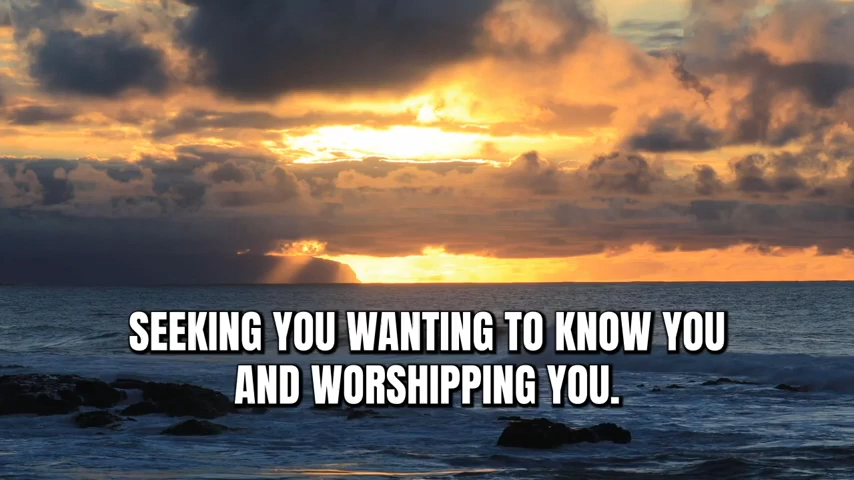 SEEKING YOU WANTING TO KNOW YOU
AND WORSHIPPING YOU.